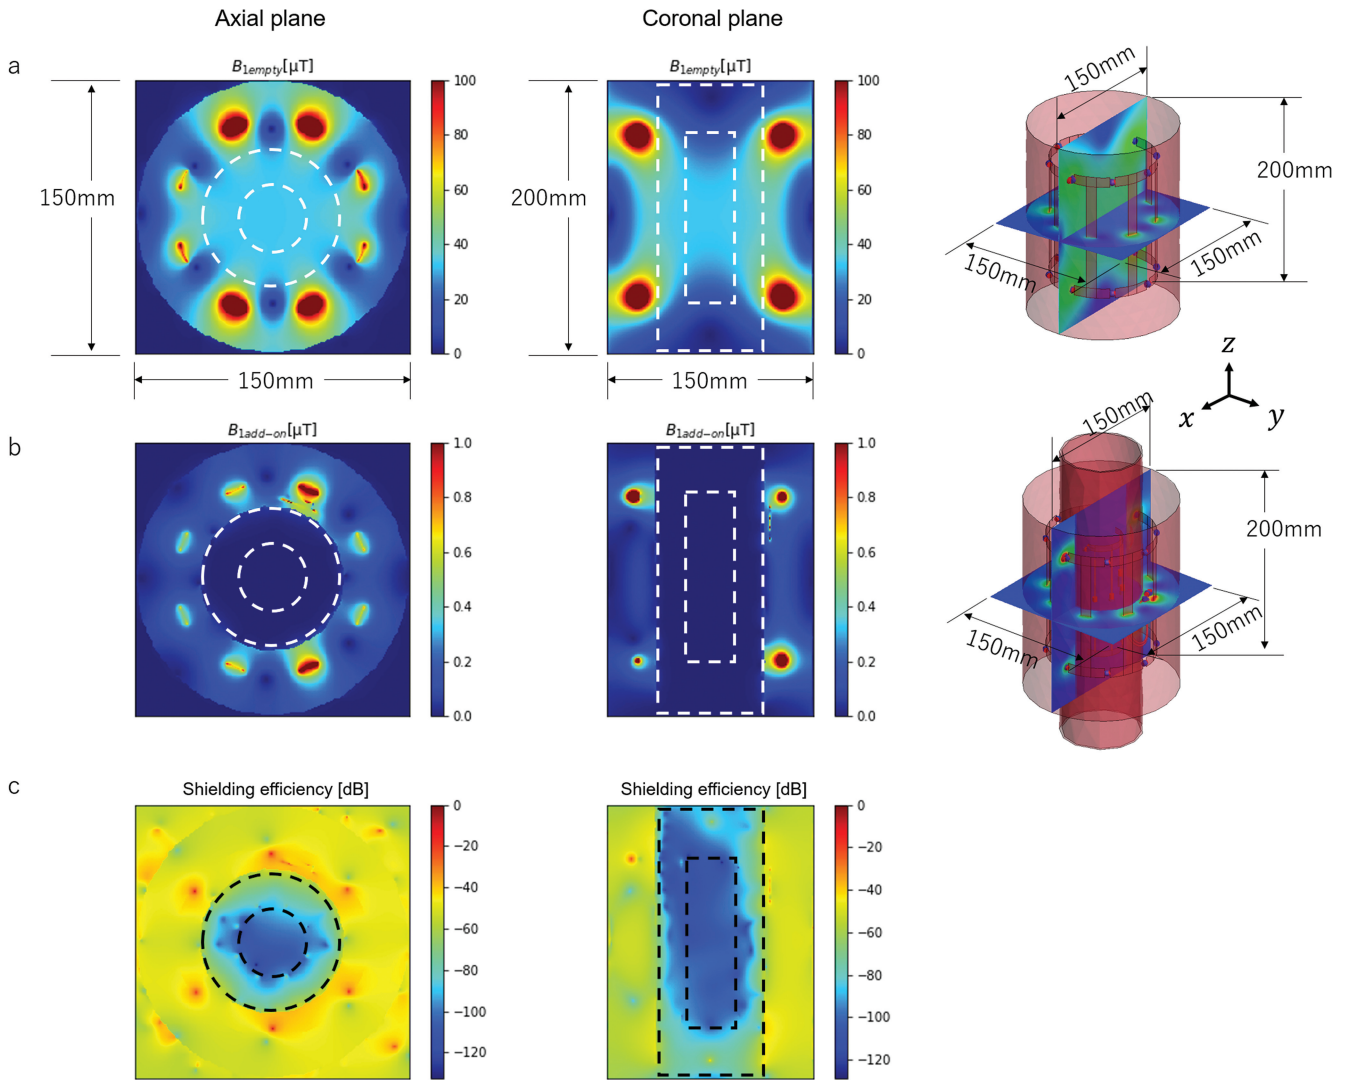 Axial plane
Coronal plane
a
B1empty[μT]
B1empty[μT]
100
80
60
40
20
0
100
80
60
40
20
0
150mm
200mm
150mm
150mm
150mm
200mm
150mm
150mm
z
x
y
b
B1add−on[μT]
B1add−on[μT]
1.0
0.8
0.6
0.4
0.2
0.0
1.0
0.8
0.6
0.4
0.2
0.0
150mm
200mm
150mm
150mm
c
Shielding efficiency [dB]
Shielding efficiency [dB]
0
−20
−40
−60
−80
−100
−120
0
−20
−40
−60
−80
−100
−120